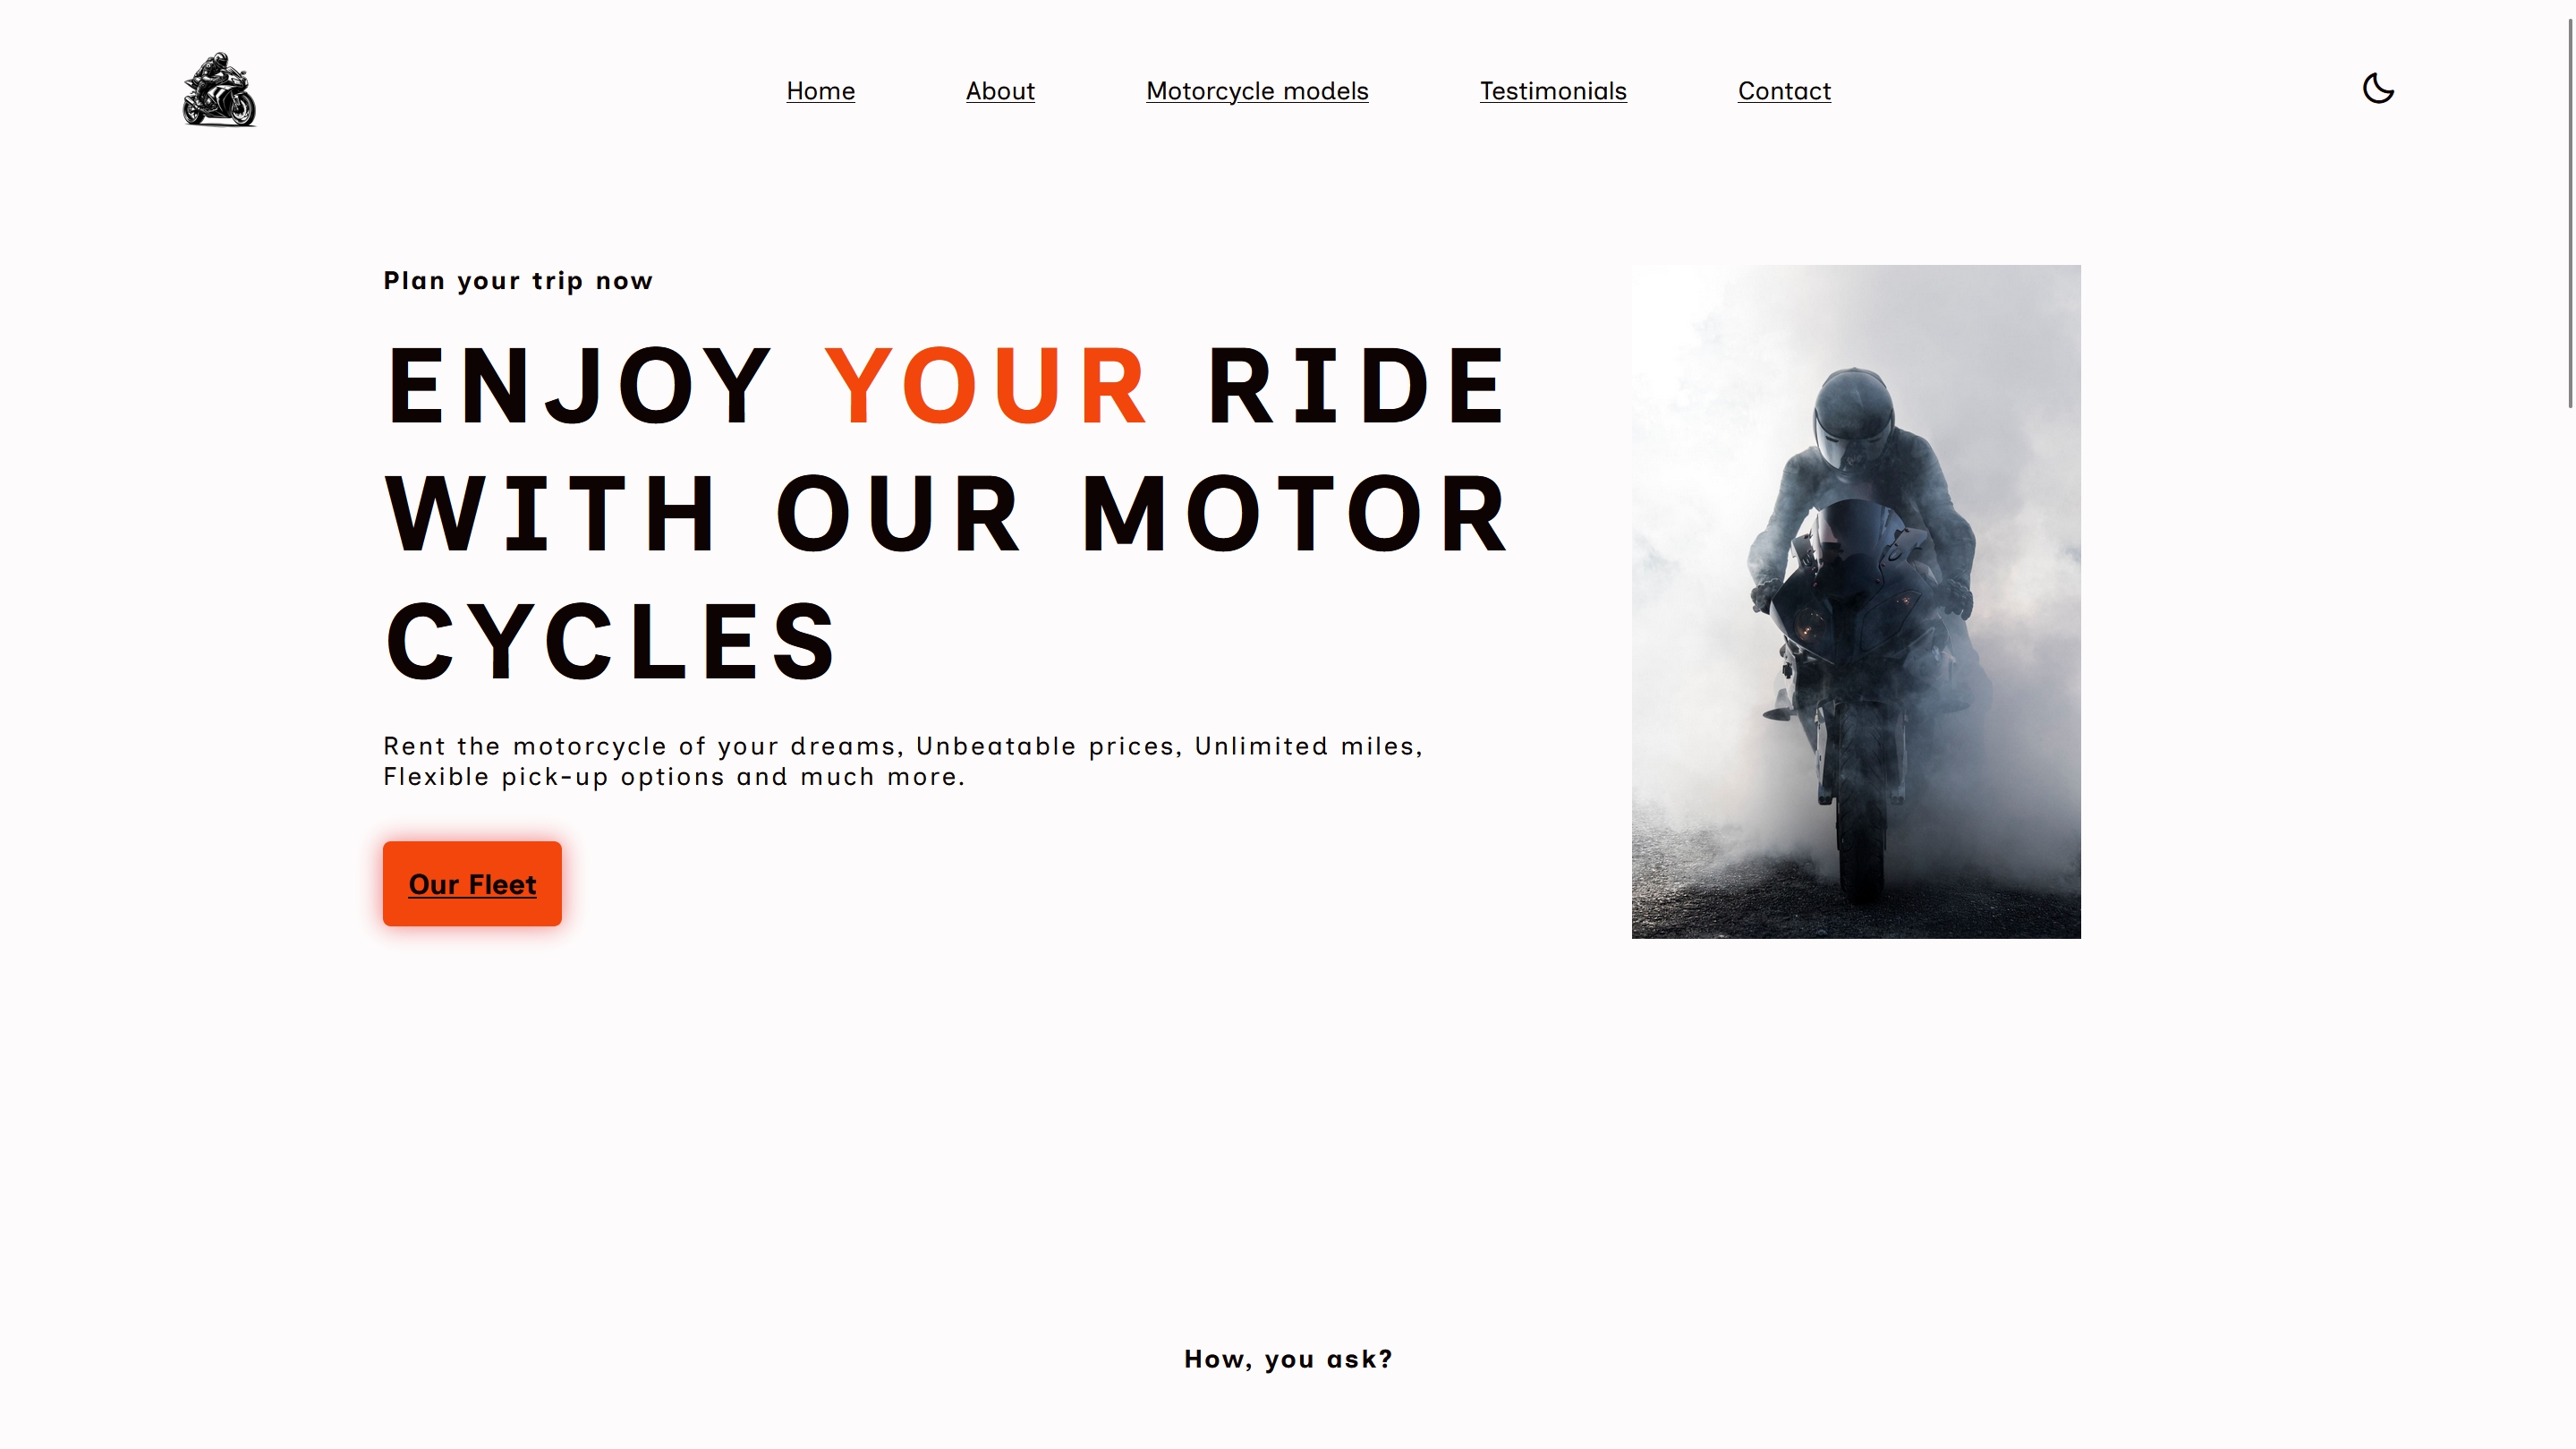 Home
About
Motorcycle models
Testimonials
Contact
Plan your trip now
ENJOY YOUR RIDE
WITH OUR MOTOR
CYCLES
Rent the motorcycle of your dreams, Unbeatable prices, Unlimited miles,
Flexible pick-up options and much more.
Our Fleet
How, you ask?